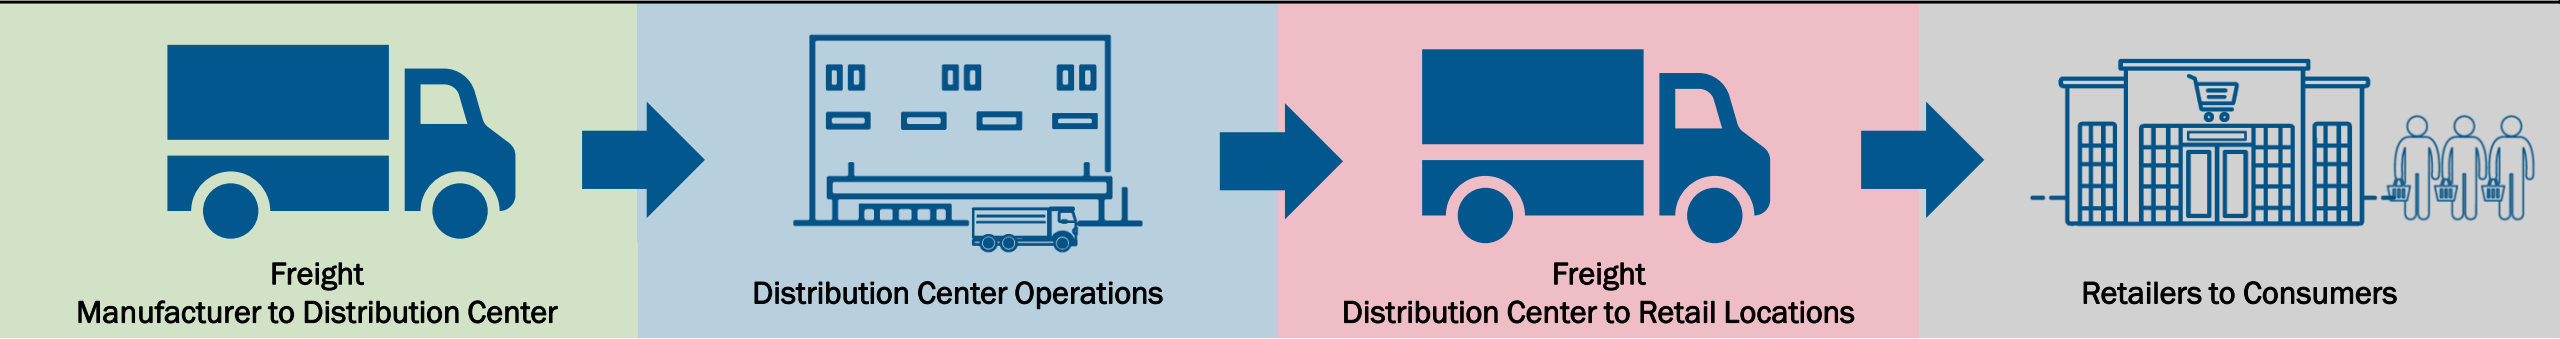 Freight
Manufacturer to Distribution Center
Distribution Center Operations
Freight
Distribution Center to Retail Locations
Retailers to Consumers